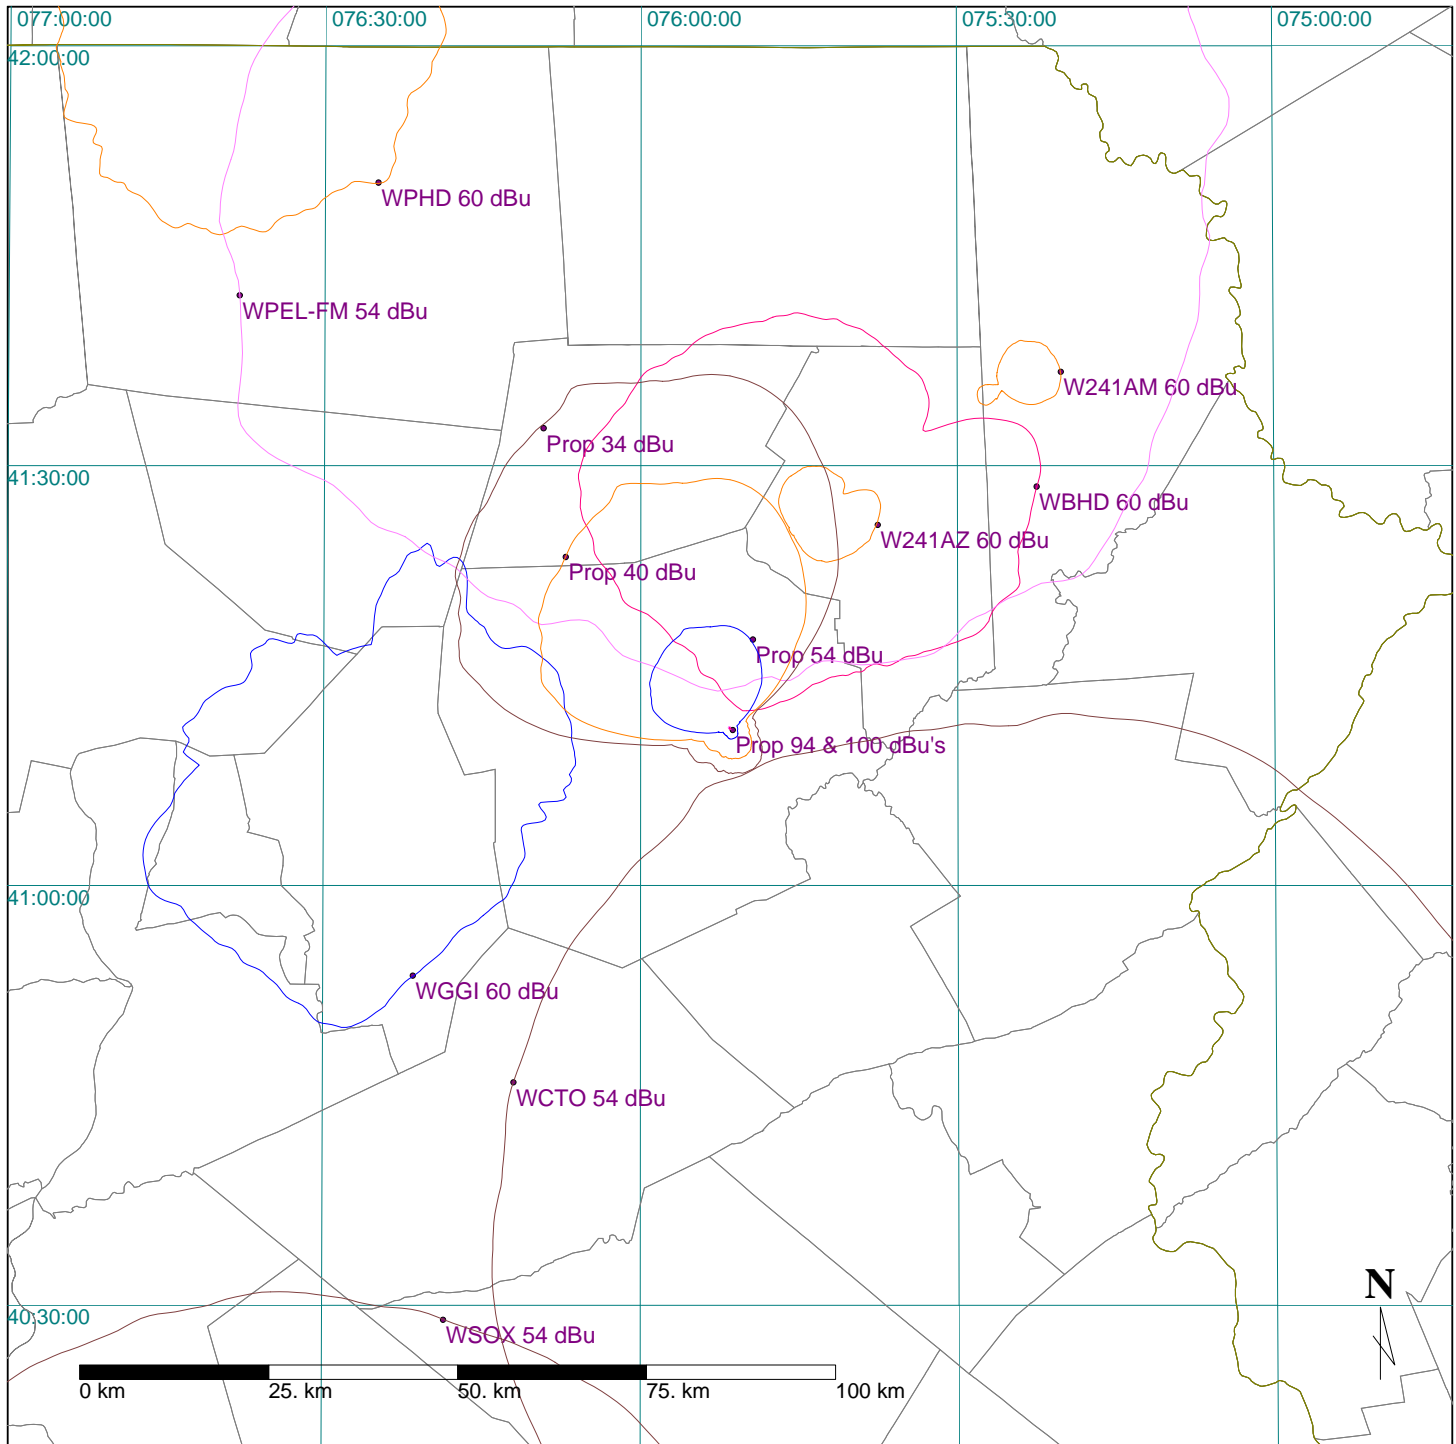 077:00:00
076:30:00
076:00:00
075:30:00
075:00:00
42:00:00
WPHD 60 dBu
WPEL-FM 54 dBu
W241AM 60 dBu
Prop 34 dBu
41:30:00
WBHD 60 dBu
W241AZ 60 dBu
Prop 40 dBu
Prop 54 dBu
Prop 94 & 100 dBu's
41:00:00
WGGI 60 dBu
WCTO 54 dBu
N
40:30:00
WSOX 54 dBu
0 km
25. km
50. km
75. km
100 km